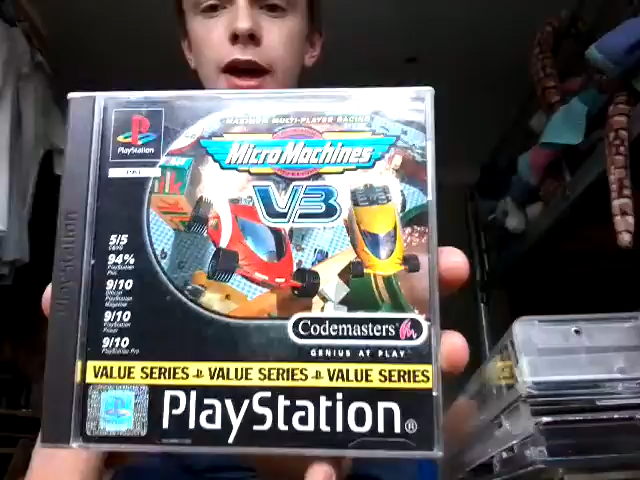 MAXIMUM MULTI-PLAYER RACING
PlayStation
MicroMachines
V3
PlayStation
5/5
94%
PlayStation
Plus
9/10
Official
PlayStation
Magazine
9/10
PlayStation
Power
9/10
PlayStation Pro
Codemasters
GENIUS AT PLAY
VALUE SERIES VALUE SERIES VALUE SERIES
PlayStation®